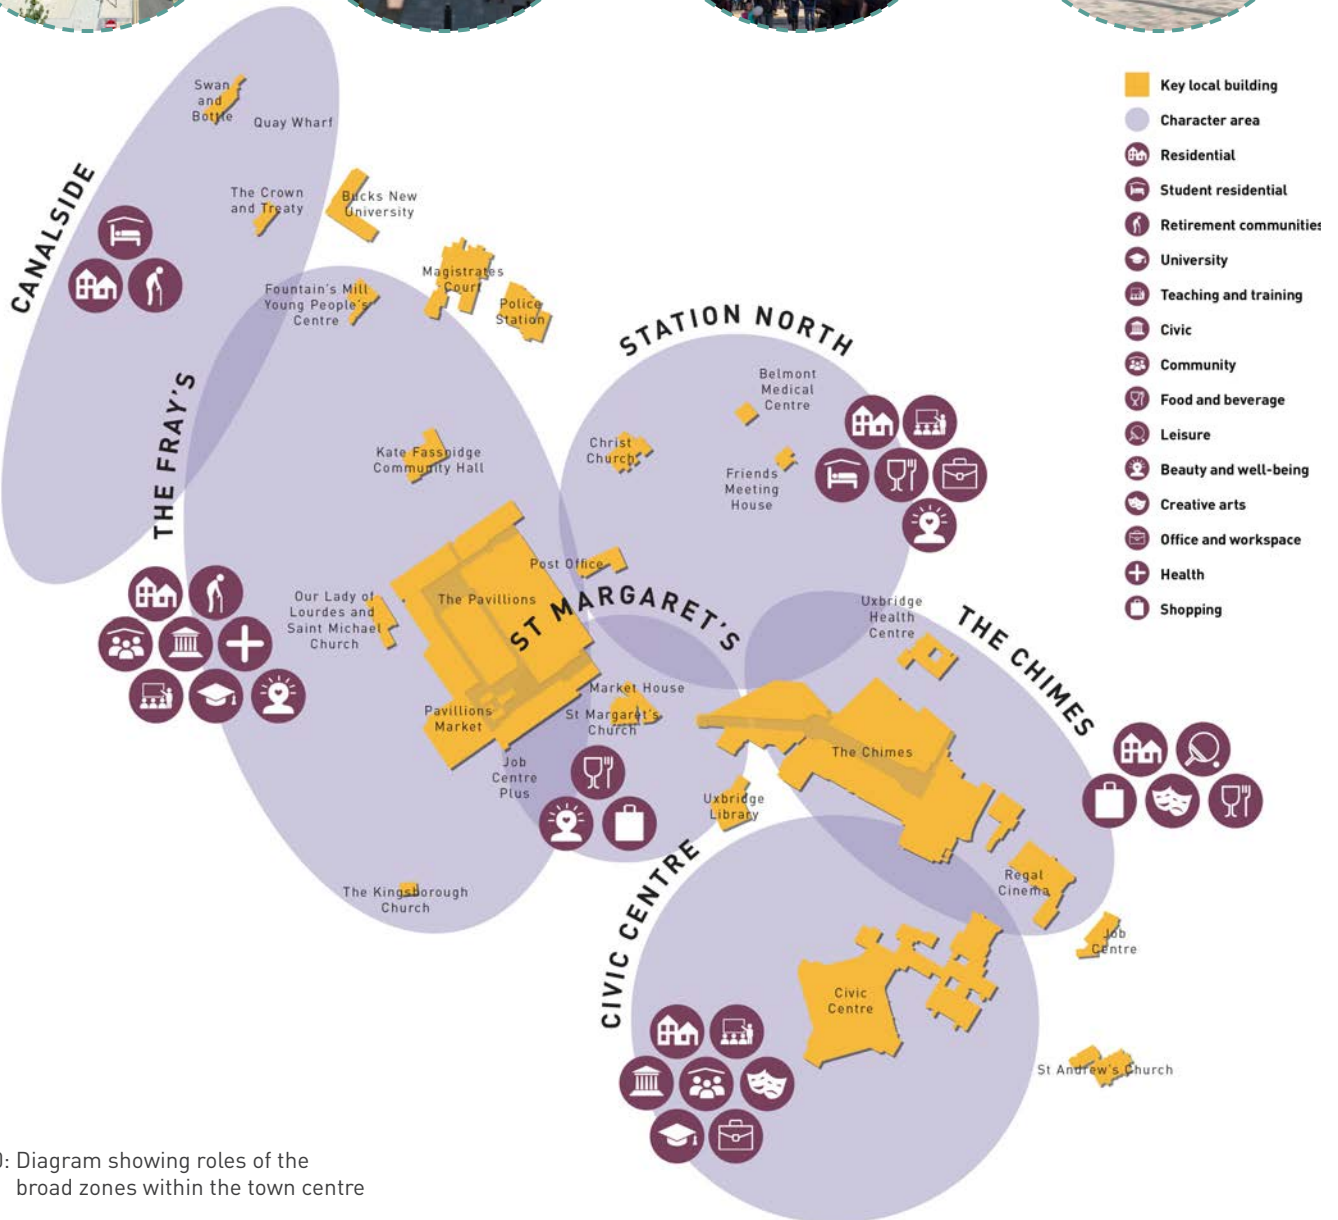 Swan
and
Bottle
Quay Wharf
CANALSIDE
The Crown
and Treaty
Bucks New
University
Magistrates
Court
Police
Station
Fountain's Mill
Young People's
Centre
THE FRAY'S
Kate Fassnidge
Community Hall
STATION NORTH
Belmont
Medical
Centre
Christ
Church
Friends
Meeting
House
Post Office
The Pavillions
Our Lady of
Lourdes and
Saint Michael
Church
ST MARGARET'S
Uxbridge
Health
Centre
THE CHIMES
Market House
St Margaret's
Church
Pavillions
Market
Job
Centre
Plus
The Chimes
Uxbridge
Library
The Kingsborough
Church
CIVIC CENTRE
Regal
Cinema
Job
Centre
Civic
Centre
St Andrew's Church
Key local building
Character area
Residential
Student residential
Retirement communities
University
Teaching and training
Civic
Community
Food and beverage
Leisure
Beauty and well-being
Creative arts
Office and workspace
Health
Shopping
: Diagram showing roles of the
broad zones within the town centre